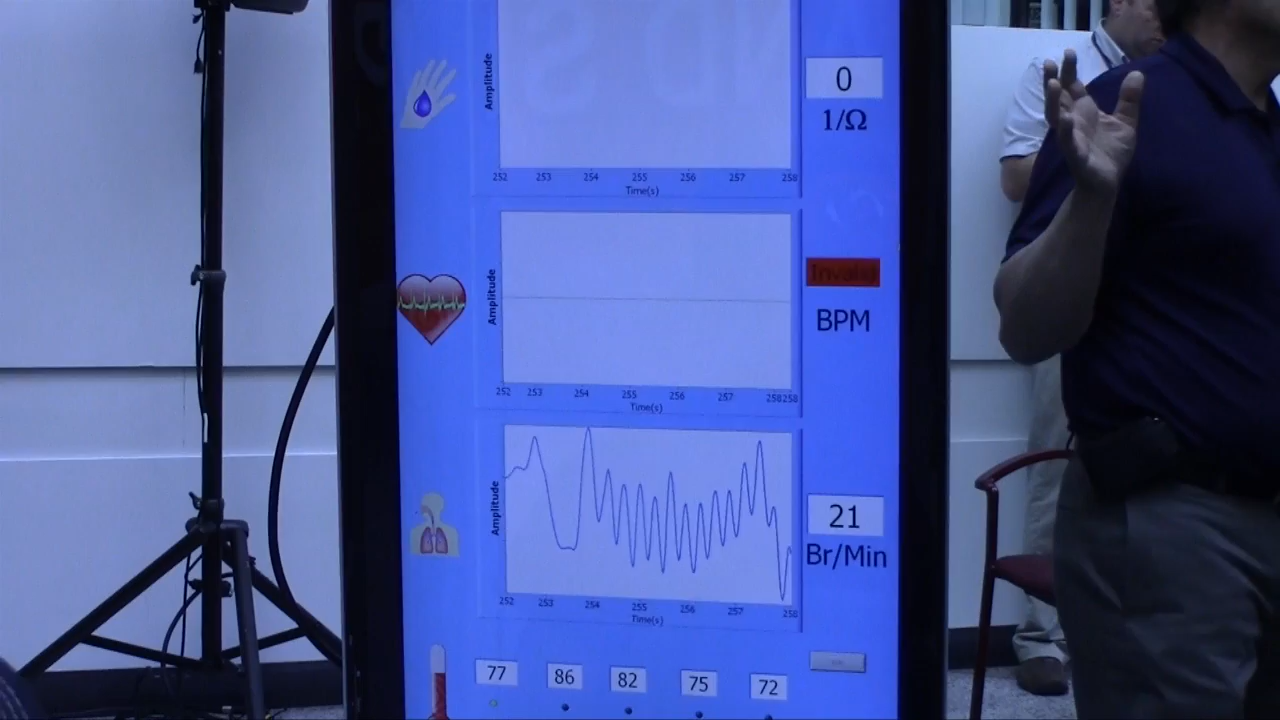 Amplitude
0
1/Ω
252 253 254 255 256 257 258
Time(s)
Amplitude
Invalid
BPM
252 253 254 255 256 257 258258
Time(s)
Amplitude
21
Br/Min
252 253 254 255 256 257 258
Time(s)
77 86 82 75 72